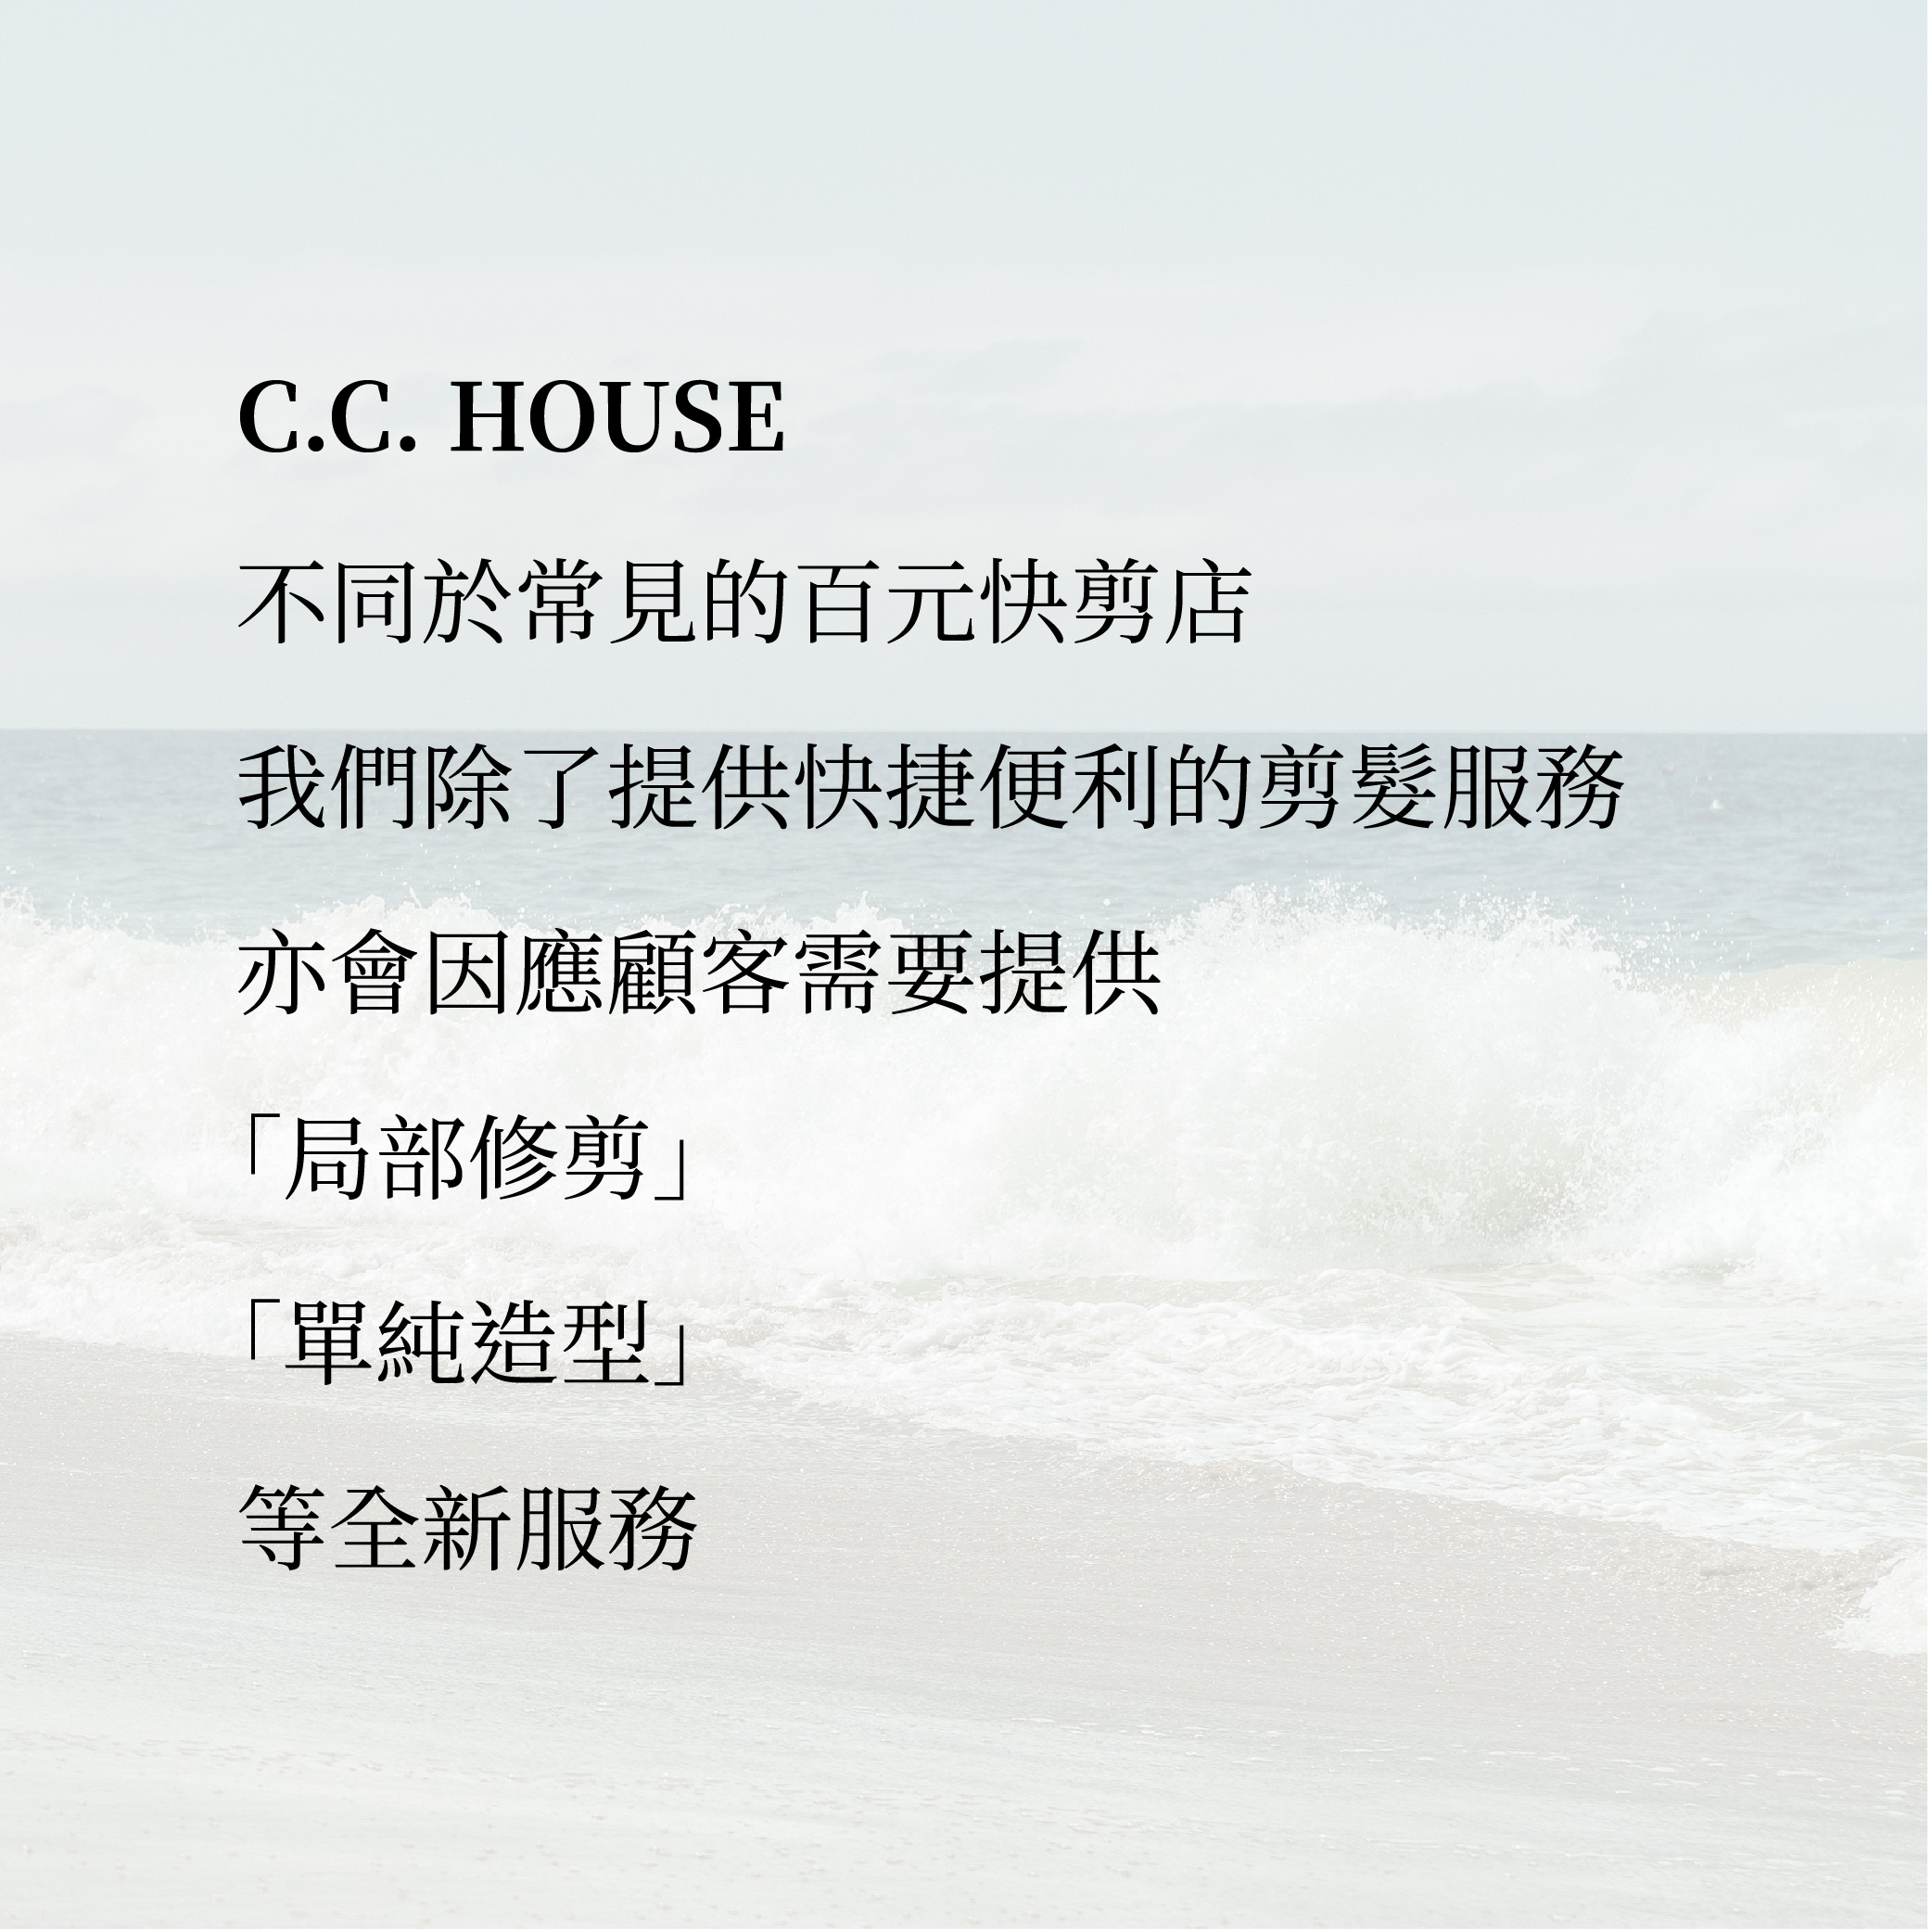 C.C. HOUSE
不同於常見的百元快剪店
我們除了提供快捷便利的剪髮服務
亦會因應顧客需要提供
「局部修剪」
「單純造型」
等全新服務